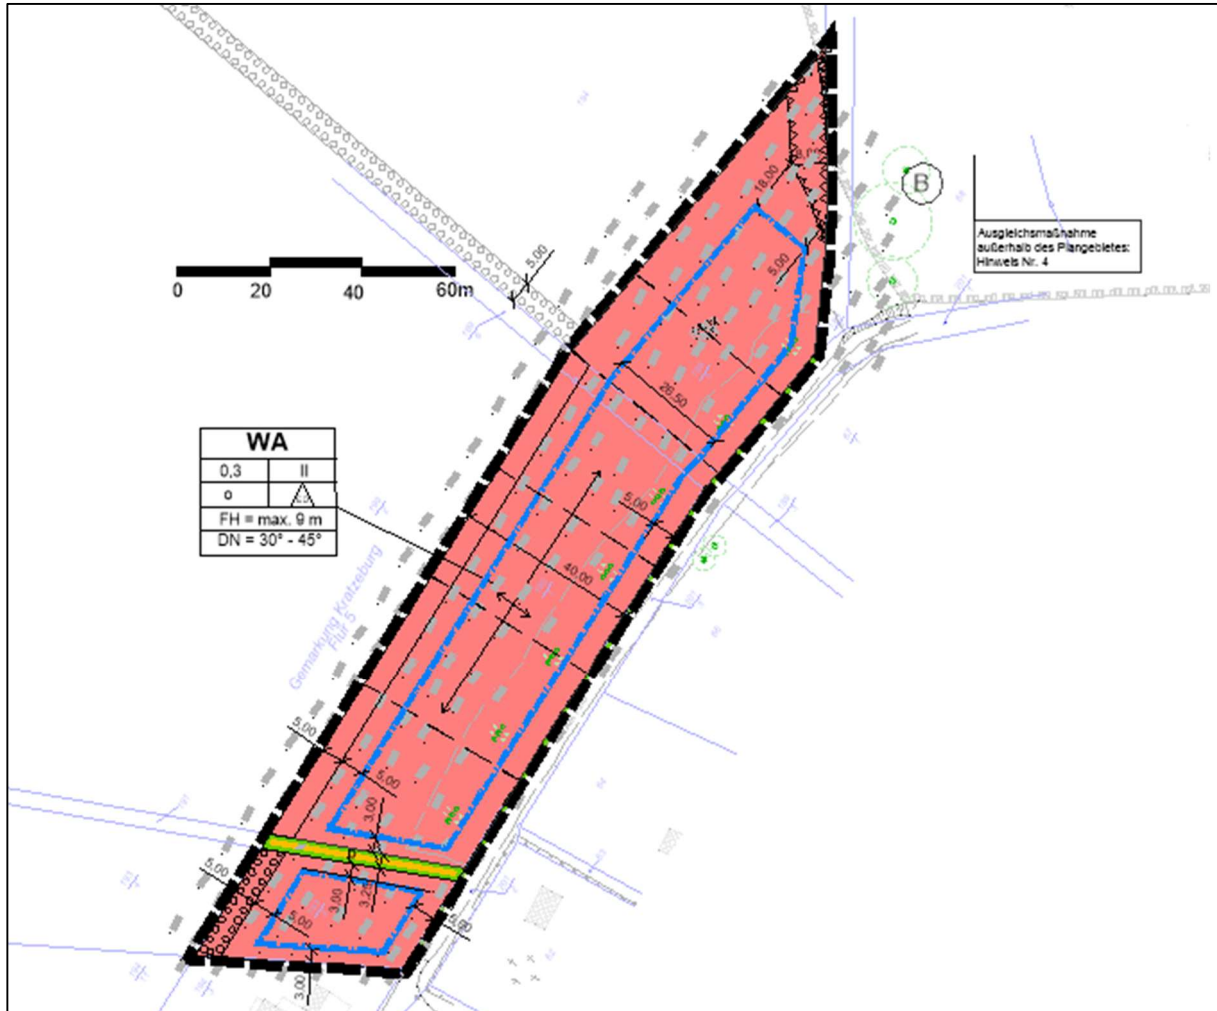 5,00
18,00
B
Ausgleichsmaßnahme
außerhalb des Plangebietes:
Hinweis Nr. 4
5,00
0 20 40 60m
26,50
WA
0,3 II
o E
FH = max. 9 m
DN = 30° - 45°
5,00
40,00
Gemarkung Kratzeburg
Flur 5
5,00
5,00
3,00
5,00
3,00
3,25
5,00
5,00
3,00